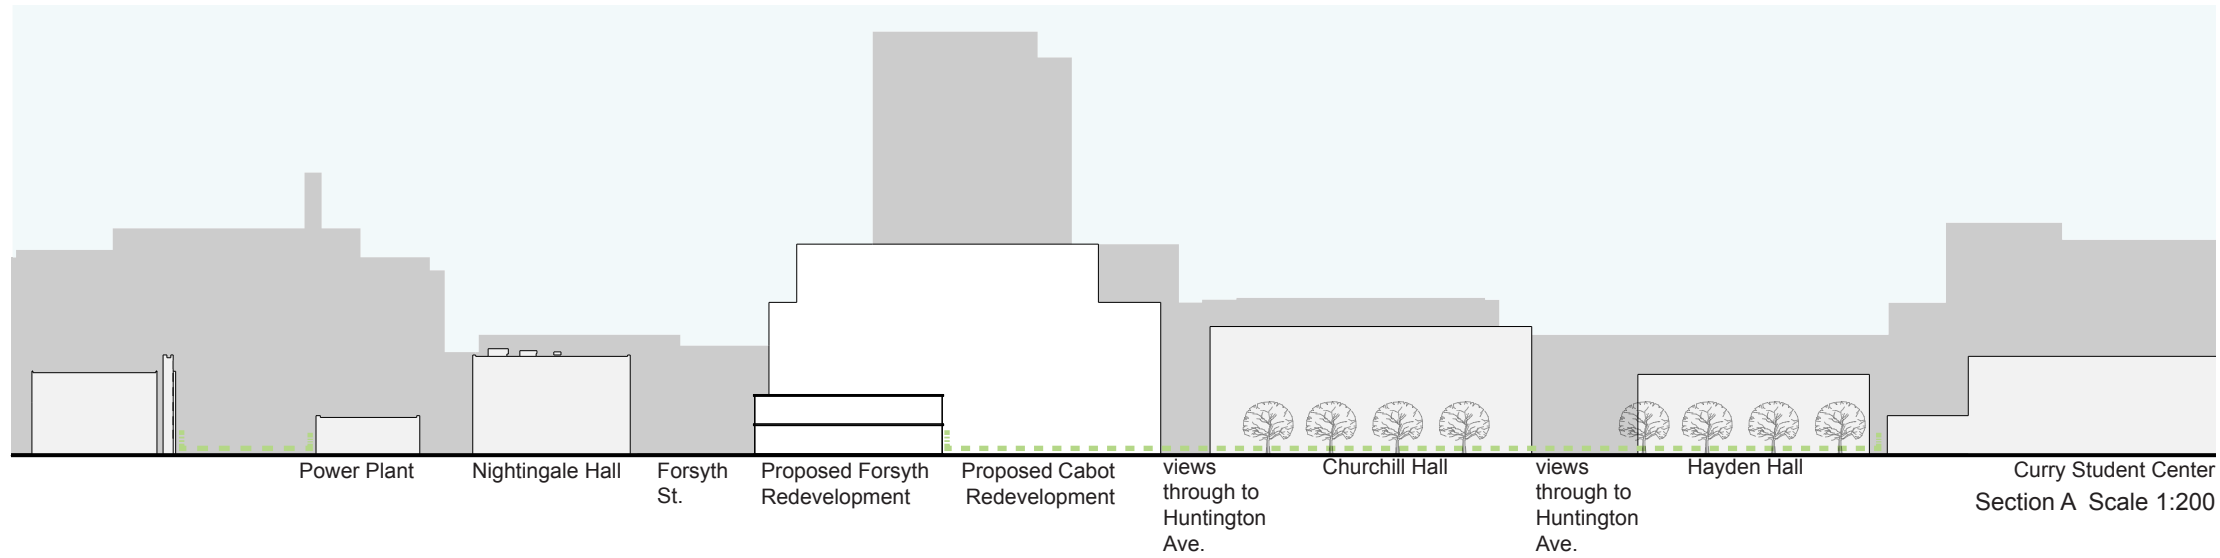 Power Plant
Nightingale Hall
Forsyth
St.
Proposed Forsyth
Redevelopment
Proposed Cabot
Redevelopment
views
through to
Huntington
Ave.
Churchill Hall
views
through to
Huntington
Ave.
Hayden Hall
Curry Student Center
Section A  Scale 1:200